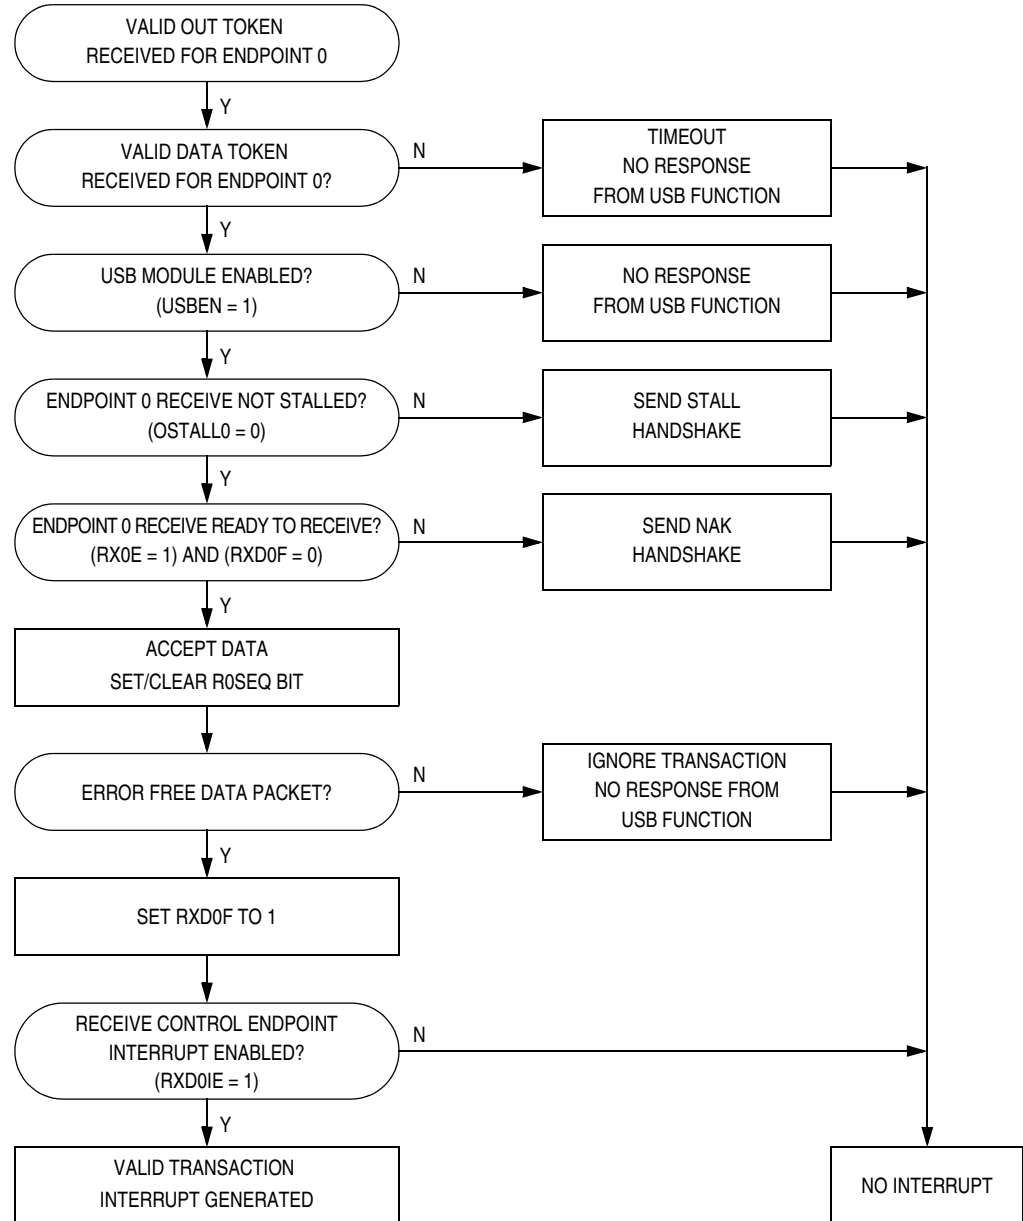 VALID OUT TOKEN
RECEIVED FOR ENDPOINT 0
Y
VALID DATA TOKEN
RECEIVED FOR ENDPOINT 0?
N
TIMEOUT
NO RESPONSE
FROM USB FUNCTION
Y
USB MODULE ENABLED?
(USBEN = 1)
N
NO RESPONSE
FROM USB FUNCTION
Y
ENDPOINT 0 RECEIVE NOT STALLED?
(OSTALL0 = 0)
N
SEND STALL
HANDSHAKE
Y
ENDPOINT 0 RECEIVE READY TO RECEIVE?
(RX0E = 1) AND (RXD0F = 0)
N
SEND NAK
HANDSHAKE
Y
ACCEPT DATA
SET/CLEAR R0SEQ BIT
ERROR FREE DATA PACKET?
N
IGNORE TRANSACTION
NO RESPONSE FROM
USB FUNCTION
Y
SET RXD0F TO 1
RECEIVE CONTROL ENDPOINT
INTERRUPT ENABLED?
(RXD0IE = 1)
N
Y
VALID TRANSACTION
INTERRUPT GENERATED
NO INTERRUPT